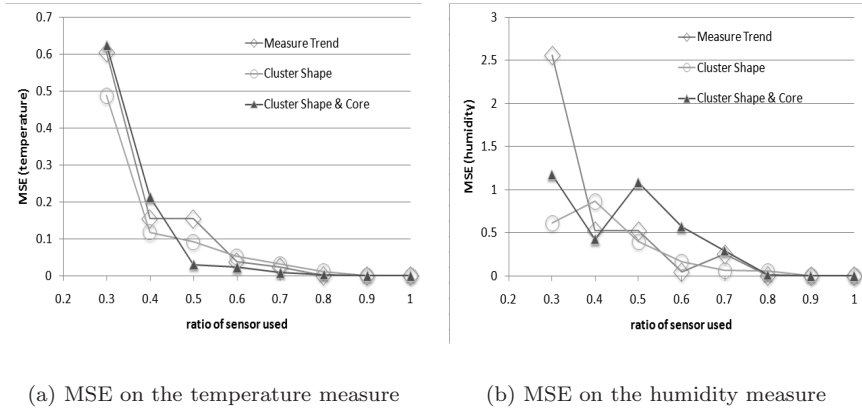 0.7
0.6
0.5
0.4
0.3
0.2
0.1
0
MSE (temperature)
Measure Trend
Cluster Shape
Cluster Shape & Core
0.2 0.3 0.4 0.5 0.6 0.7 0.8 0.9 1
ratio of sensor used
(a) MSE on the temperature measure
3
2.5
2
1.5
1
0.5
0
MSE (humidity)
Measure Trend
Cluster Shape
Cluster Shape & Core
0.2 0.3 0.4 0.5 0.6 0.7 0.8 0.9 1
ratio of sensor used
(b) MSE on the humidity measure